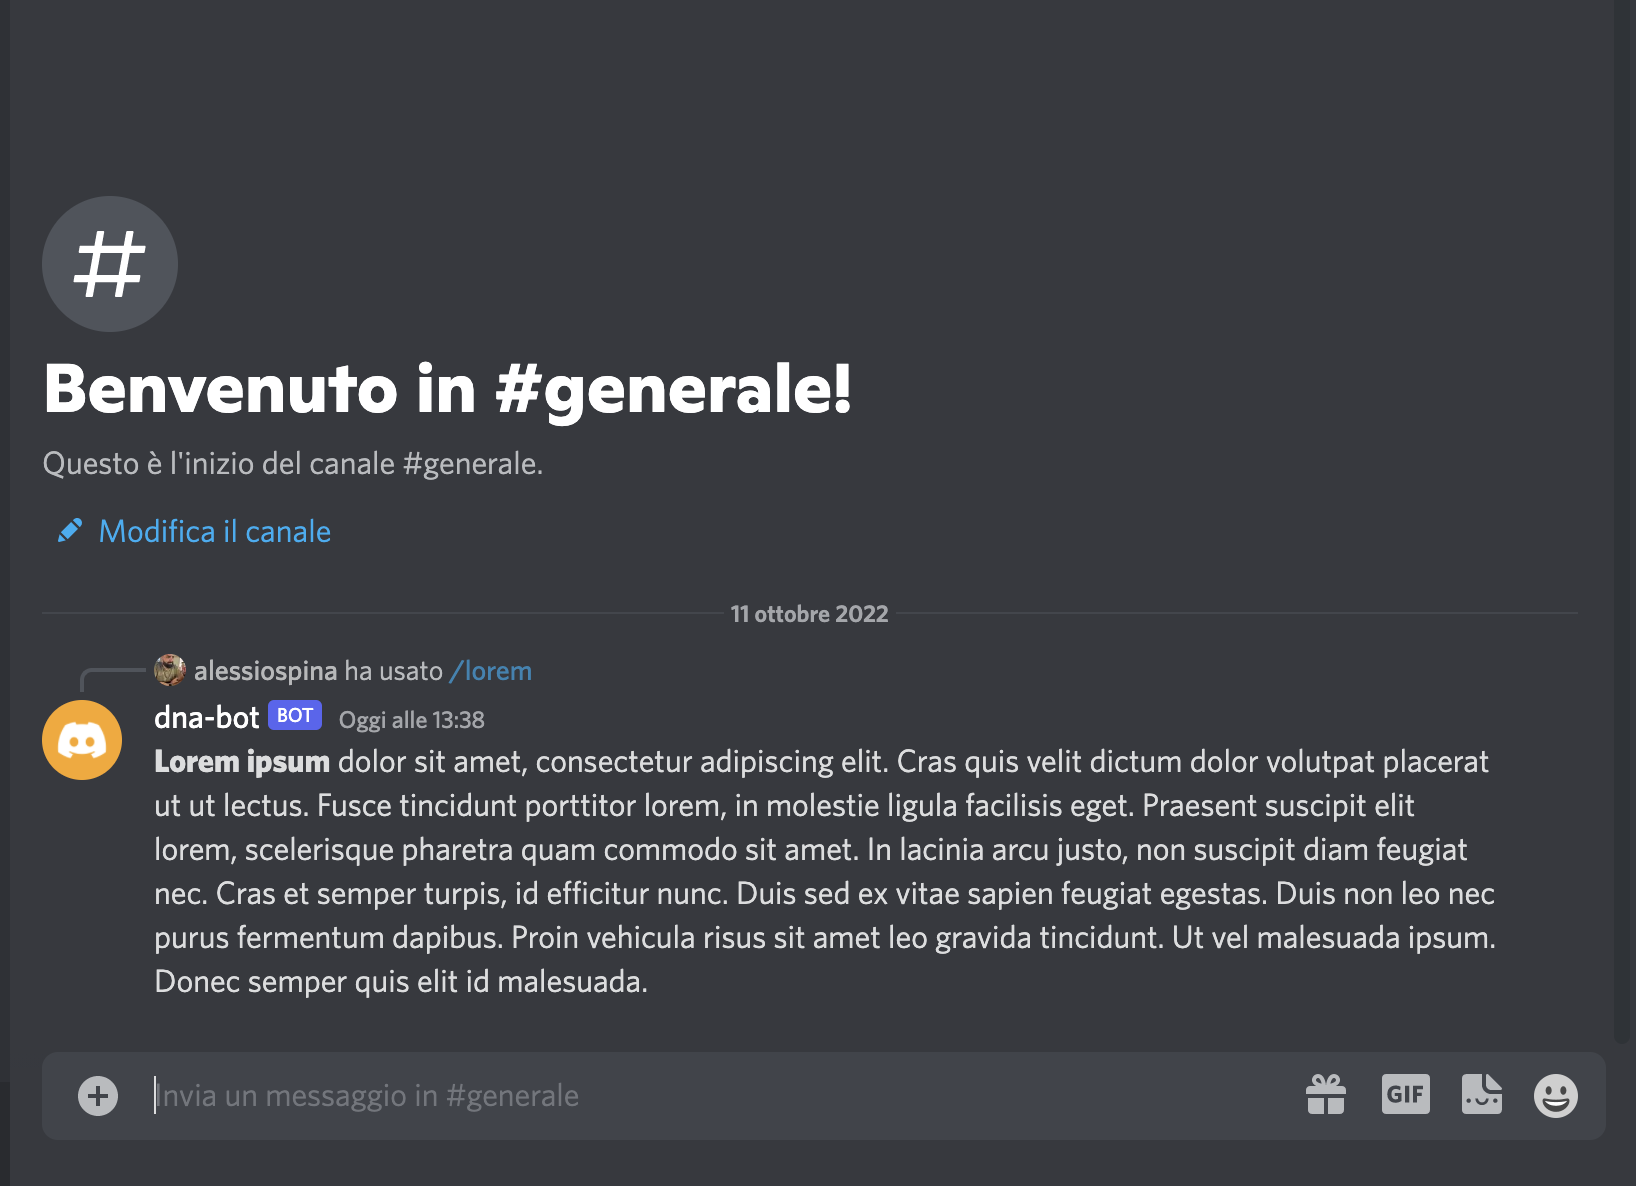 #
Benvenuto in #generale!
Questo è l'inizio del canale #generale.
Modifica il canale
11 ottobre 2022
alessiospina ha usato /lorem
dna-bot BOT Oggi alle 13:38
Lorem ipsum dolor sit amet, consectetur adipiscing elit. Cras quis velit dictum dolor volutpat placerat
ut ut lectus. Fusce tincidunt porttitor lorem, in molestie ligula facilisis eget. Praesent suscipit elit
lorem, scelerisque pharetra quam commodo sit amet. In lacinia arcu justo, non suscipit diam feugiat
nec. Cras et semper turpis, id efficitur nunc. Duis sed ex vitae sapien feugiat egestas. Duis non leo nec
purus fermentum dapibus. Proin vehicula risus sit amet leo gravida tincidunt. Ut vel malesuada ipsum.
Donec semper quis elit id malesuada.
Invia un messaggio in #generale GIF